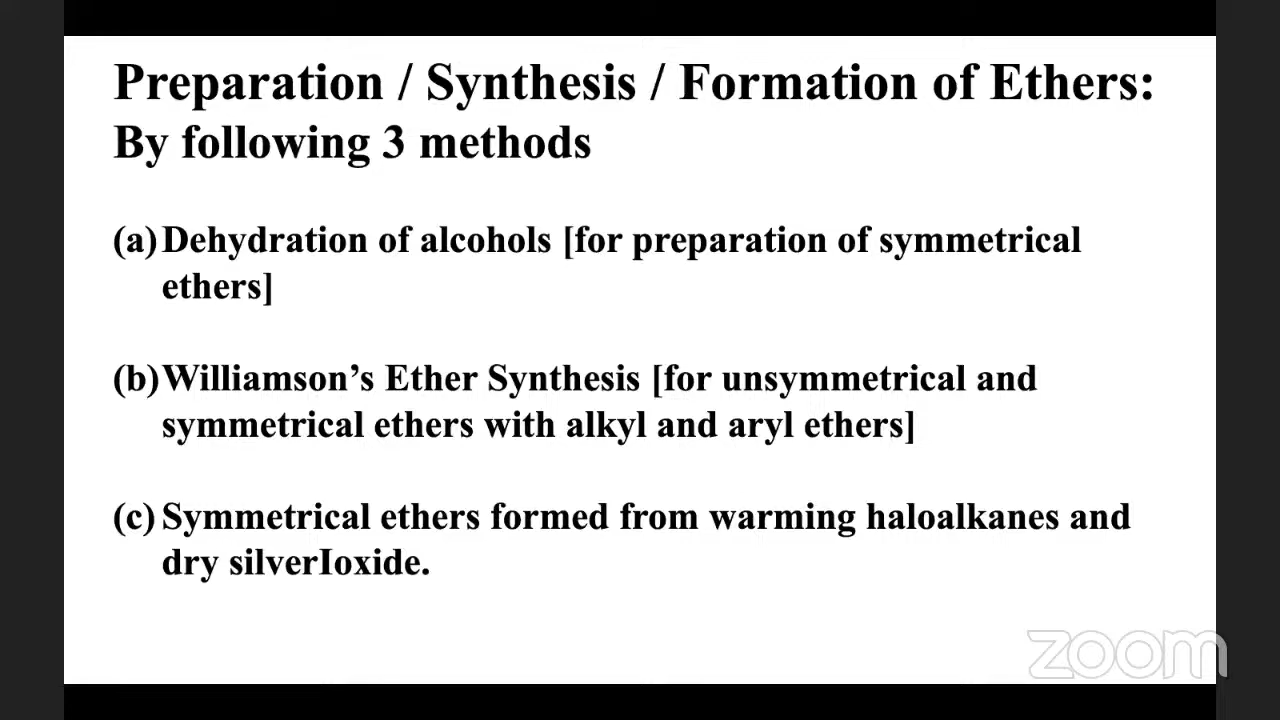 Preparation / Synthesis / Formation of Ethers:
By following 3 methods
(a) Dehydration of alcohols [for preparation of symmetrical
ethers]
(b) Williamson’s Ether Synthesis [for unsymmetrical and
symmetrical ethers with alkyl and aryl ethers]
(c) Symmetrical ethers formed from warming haloalkanes and
dry silverIoxide.
zoom